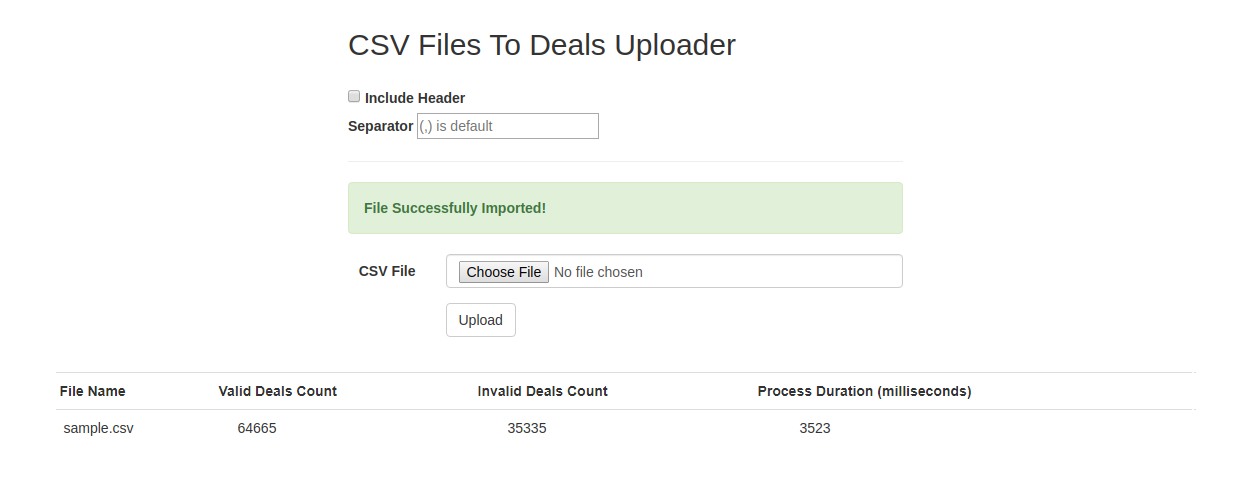 CSV Files To Deals Uploader
Include Header
Separator (,) is default
File Successfully Imported!
CSV File Choose File No file chosen
Upload
File Name Valid Deals Count Invalid Deals Count Process Duration (milliseconds)
sample.csv 64665 35335 3523